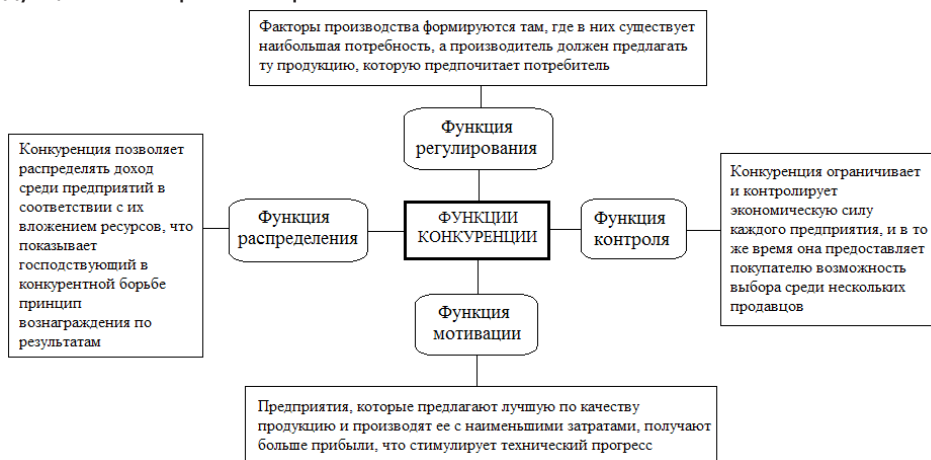 Факторы производства формируются там, где в них существует
наибольшая потребность, а производитель должен предлагать
ту продукцию, которую предпочитает потребитель
Функция
регулирования
Конкуренция позволяет
распределять доход
среди предприятий в
соответствии с их
вложением ресурсов, что
показывает
господствующий в
конкурентной борьбе
принцип
вознаграждения по
результатам
Функция
распределения
ФУНКЦИИ
КОНКУРЕНЦИИ
Функция
контроля
Конкуренция ограничивает
и контролирует
экономическую силу
каждого предприятия, и в то
же время она предоставляет
покупателю возможность
выбора среди нескольких
продавцов
Функция
мотивации
Предприятия, которые предлагают лучшую по качеству
продукцию и производят ее с наименьшими затратами, получают
больше прибыли, что стимулирует технический прогресс